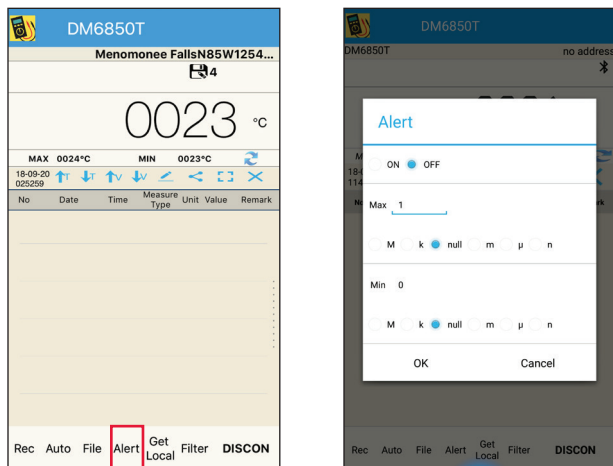 DM6850T
Menomonee FallsN85W1254...
4
0023 °C
MAX 0024°C MIN 0023°C
18-09-20
025259
T T V V
No Date Time Measure Type Unit Value Remark
Rec Auto File Alert Get Local Filter DISCON
DM6850T
DM6850T no address
Alert
ON OFF
Max 1
M k null m µ n
Min 0
M k null m µ n
OK Cancel
Rec Auto File Alert Get Local Filter DISCON